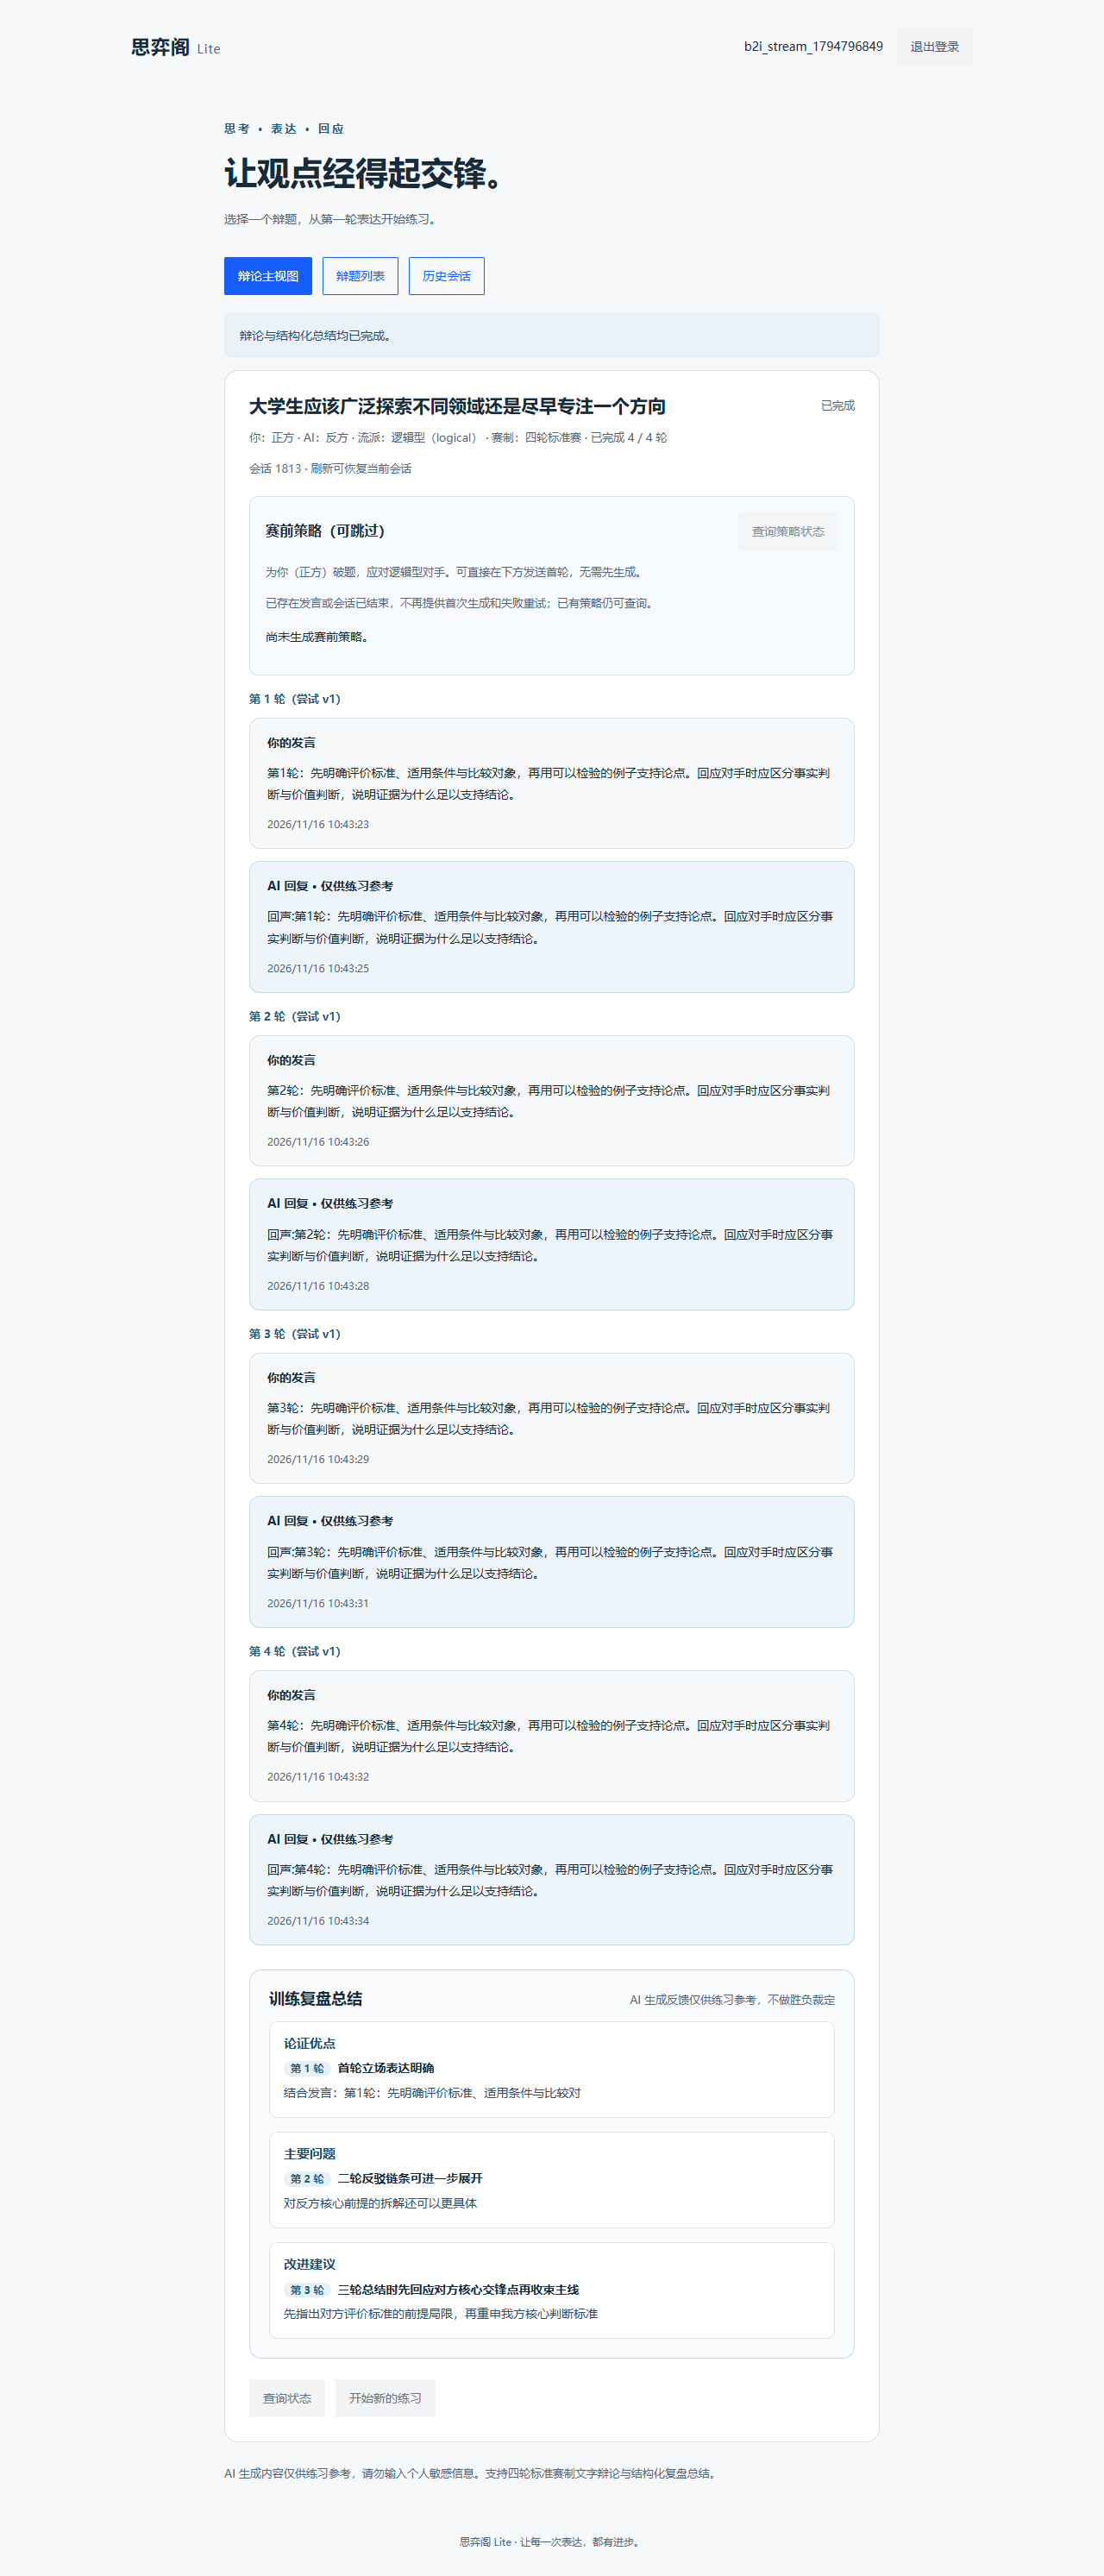 思弈阁 Lite
b2i_stream_1794796849
退出登录
思考 • 表达 • 回应
让观点经得起交锋。
选择一个辩题，从第一轮表达开始练习。
辩论主视图
辩题列表
历史会话
辩论与结构化总结均已完成。
大学生应该广泛探索不同领域还是尽早专注一个方向
已完成
你：正方 · AI：反方 · 流派：逻辑型（logical） · 赛制：四轮标准赛 · 已完成 4 / 4 轮
会话 1813 · 刷新可恢复当前会话
赛前策略（可跳过）
查询策略状态
为你（正方）破题，应对逻辑型对手。可直接在下方发送首轮，无需先生成。
已存在发言或会话已结束，不再提供首次生成和失败重试；已有策略仍可查询。
尚未生成赛前策略。
第 1 轮（尝试 v1）
你的发言
第1轮：先明确评价标准、适用条件与比较对象，再用可以检验的例子支持论点。回应对手时应区分事实判
断与价值判断，说明证据为什么足以支持结论。
2026/11/16 10:43:23
AI 回复 • 仅供练习参考
回声:第1轮：先明确评价标准、适用条件与比较对象，再用可以检验的例子支持论点。回应对手时应区分事
实判断与价值判断，说明证据为什么足以支持结论。
2026/11/16 10:43:25
第 2 轮（尝试 v1）
你的发言
第2轮：先明确评价标准、适用条件与比较对象，再用可以检验的例子支持论点。回应对手时应区分事实判
断与价值判断，说明证据为什么足以支持结论。
2026/11/16 10:43:26
AI 回复 • 仅供练习参考
回声:第2轮：先明确评价标准、适用条件与比较对象，再用可以检验的例子支持论点。回应对手时应区分事
实判断与价值判断，说明证据为什么足以支持结论。
2026/11/16 10:43:28
第 3 轮（尝试 v1）
你的发言
第3轮：先明确评价标准、适用条件与比较对象，再用可以检验的例子支持论点。回应对手时应区分事实判
断与价值判断，说明证据为什么足以支持结论。
2026/11/16 10:43:29
AI 回复 • 仅供练习参考
回声:第3轮：先明确评价标准、适用条件与比较对象，再用可以检验的例子支持论点。回应对手时应区分事
实判断与价值判断，说明证据为什么足以支持结论。
2026/11/16 10:43:31
第 4 轮（尝试 v1）
你的发言
第4轮：先明确评价标准、适用条件与比较对象，再用可以检验的例子支持论点。回应对手时应区分事实判
断与价值判断，说明证据为什么足以支持结论。
2026/11/16 10:43:32
AI 回复 • 仅供练习参考
回声:第4轮：先明确评价标准、适用条件与比较对象，再用可以检验的例子支持论点。回应对手时应区分事
实判断与价值判断，说明证据为什么足以支持结论。
2026/11/16 10:43:34
训练复盘总结
AI 生成反馈仅供练习参考，不做胜负裁定
论证优点
第 1 轮 首轮立场表达明确
结合发言：第1轮：先明确评价标准、适用条件与比较对
主要问题
第 2 轮 二轮反驳链条可进一步展开
对反方核心前提的拆解还可以更具体
改进建议
第 3 轮 三轮总结时先回应对方核心交锋点再收束主线
先指出对方评价标准的前提局限，再重申我方核心判断标准
查询状态
开始新的练习
AI 生成内容仅供练习参考，请勿输入个人敏感信息。支持四轮标准赛制文字辩论与结构化复盘总结。
思弈阁 Lite · 让每一次表达，都有进步。